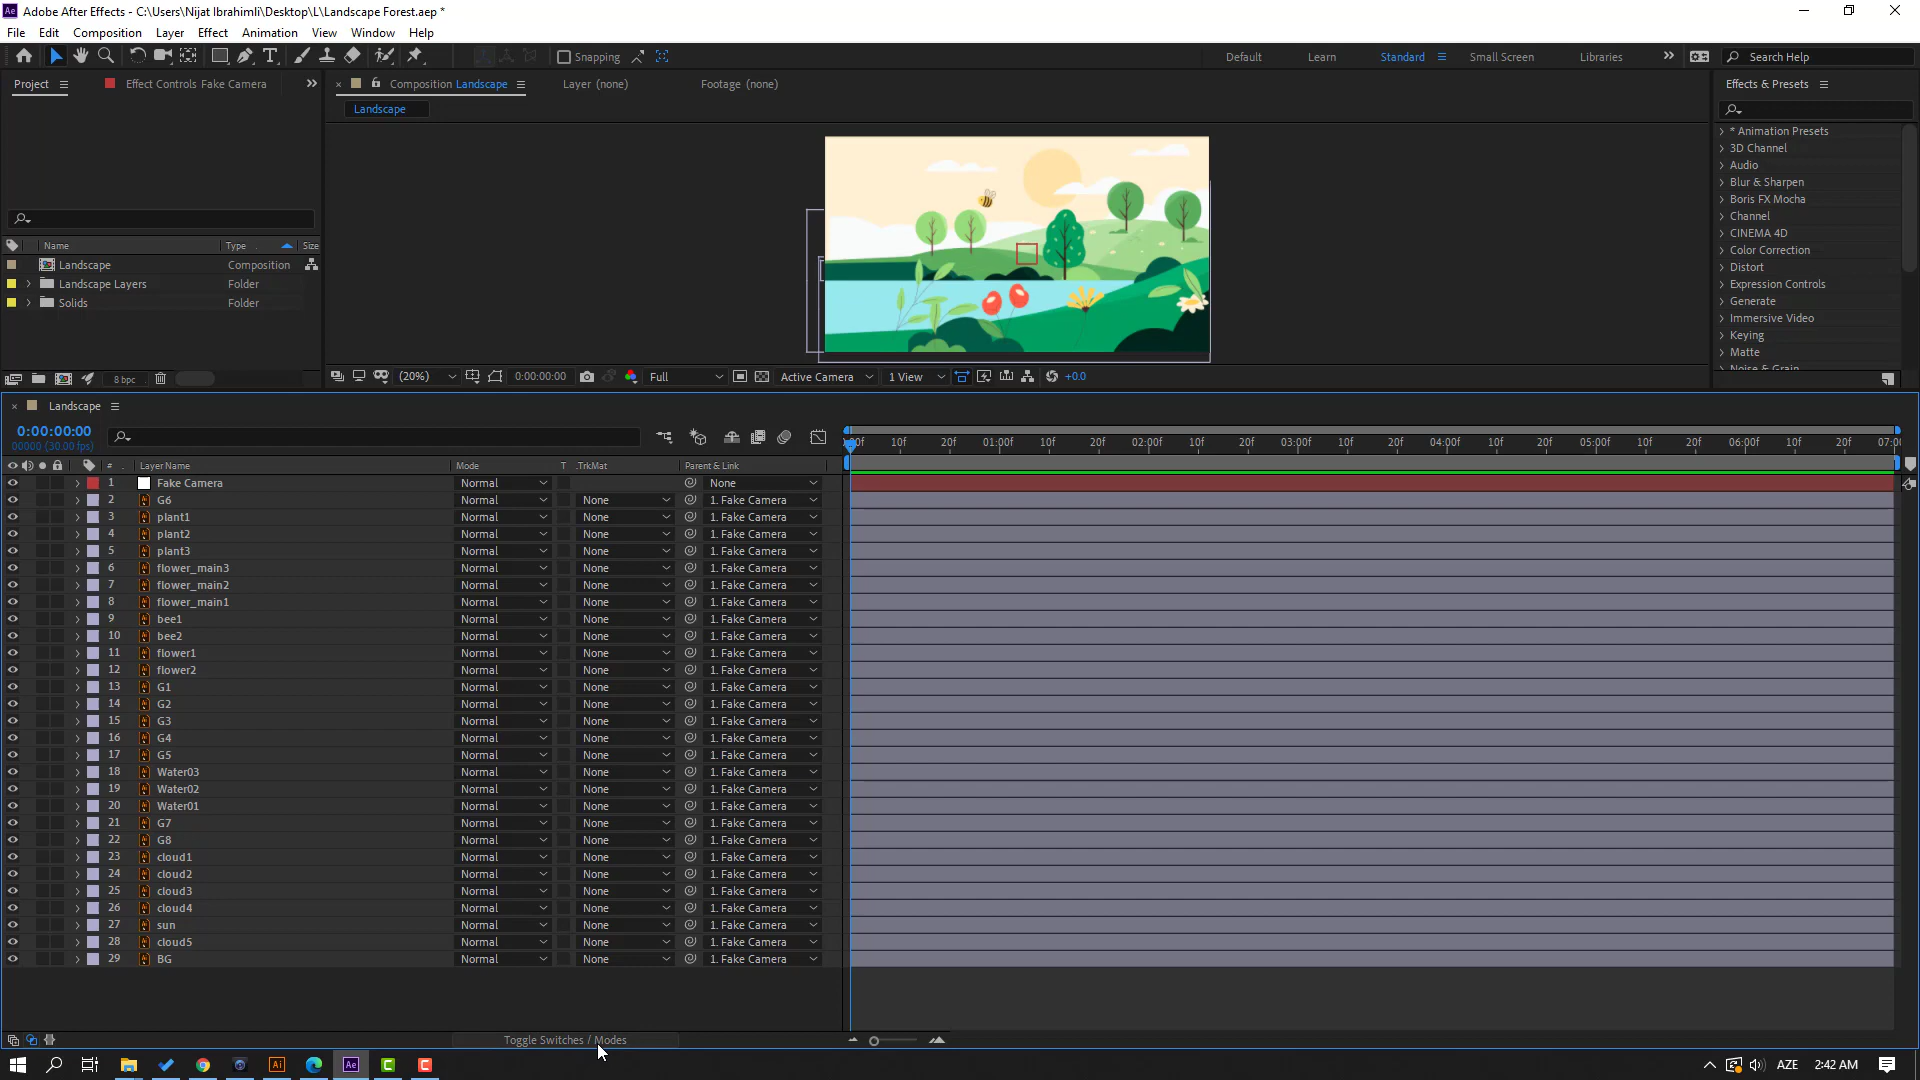 Adobe After Effects - C:\Users\Nijat Ibrahimli\Desktop\L\Landscape Forest.aep *
File Edit Composition Layer Effect Animation View Window Help
Snapping Default Learn Standard Small Screen Libraries Search Help
Project Effect Controls Fake Camera Composition Landscape Layer (none) Footage (none) Effects & Presets
Landscape
* Animation Presets
3D Channel
Audio
Blur & Sharpen
Boris FX Mocha
Channel
CINEMA 4D
Color Correction
Distort
Expression Controls
Generate
Immersive Video
Keying
Matte
Noise & Grain
Name Type Size
Landscape Composition
Landscape Layers Folder
Solids Folder
8 bpc (20%) 0:00:00:00 Full Active Camera 1 View +0.0
Landscape
0:00:00:00
00000 (30.00 fps)
10f 20f 01:00f 10f 20f 02:00f 10f 20f 03:00f 10f 20f 04:00f 10f 20f 05:00f 10f 20f 06:00f 10f 20f 07:00
# Layer Name Mode T .TrkMat Parent & Link
1 Fake Camera Normal None
2 G6 Normal None 1. Fake Camera
3 plant1 Normal None 1. Fake Camera
4 plant2 Normal None 1. Fake Camera
5 plant3 Normal None 1. Fake Camera
6 flower_main3 Normal None 1. Fake Camera
7 flower_main2 Normal None 1. Fake Camera
8 flower_main1 Normal None 1. Fake Camera
9 bee1 Normal None 1. Fake Camera
10 bee2 Normal None 1. Fake Camera
11 flower1 Normal None 1. Fake Camera
12 flower2 Normal None 1. Fake Camera
13 G1 Normal None 1. Fake Camera
14 G2 Normal None 1. Fake Camera
15 G3 Normal None 1. Fake Camera
16 G4 Normal None 1. Fake Camera
17 G5 Normal None 1. Fake Camera
18 Water03 Normal None 1. Fake Camera
19 Water02 Normal None 1. Fake Camera
20 Water01 Normal None 1. Fake Camera
21 G7 Normal None 1. Fake Camera
22 G8 Normal None 1. Fake Camera
23 cloud1 Normal None 1. Fake Camera
24 cloud2 Normal None 1. Fake Camera
25 cloud3 Normal None 1. Fake Camera
26 cloud4 Normal None 1. Fake Camera
27 sun Normal None 1. Fake Camera
28 cloud5 Normal None 1. Fake Camera
29 BG Normal None 1. Fake Camera
Toggle Switches / Modes
AZE 2:42 AM